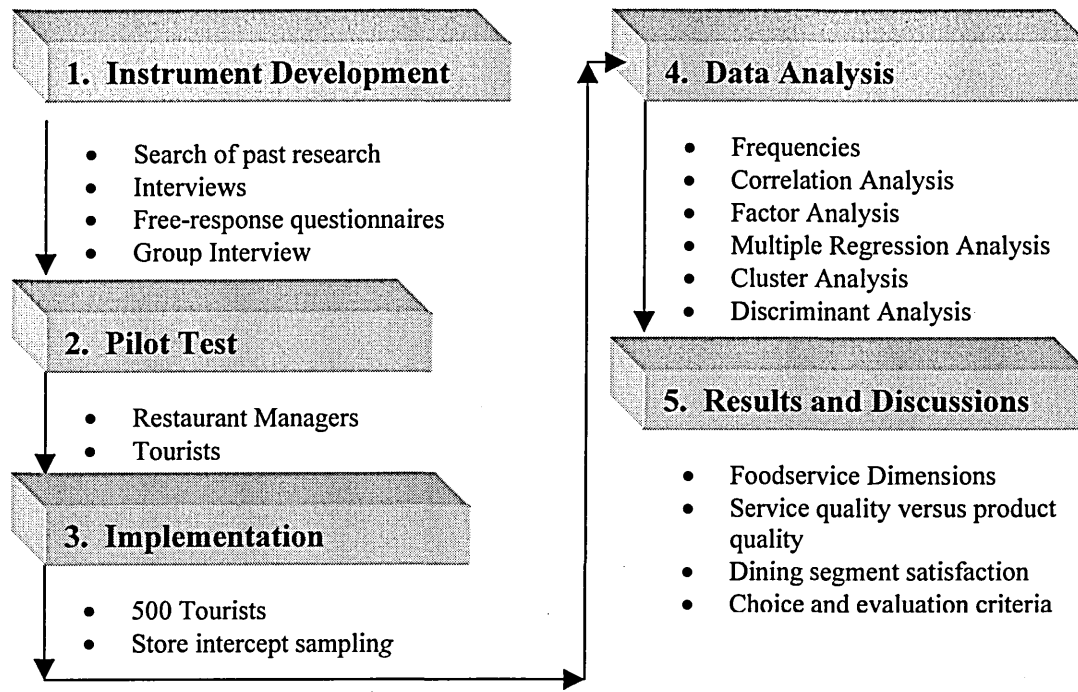 1. Instrument Development
• Search of past research
• Interviews
• Free-response questionnaires
• Group Interview
2. Pilot Test
• Restaurant Managers
• Tourists
3. Implementation
• 500 Tourists
• Store intercept sampling
4. Data Analysis
• Frequencies
• Correlation Analysis
• Factor Analysis
• Multiple Regression Analysis
• Cluster Analysis
• Discriminant Analysis
5. Results and Discussions
• Foodservice Dimensions
• Service quality versus product
quality
• Dining segment satisfaction
• Choice and evaluation criteria